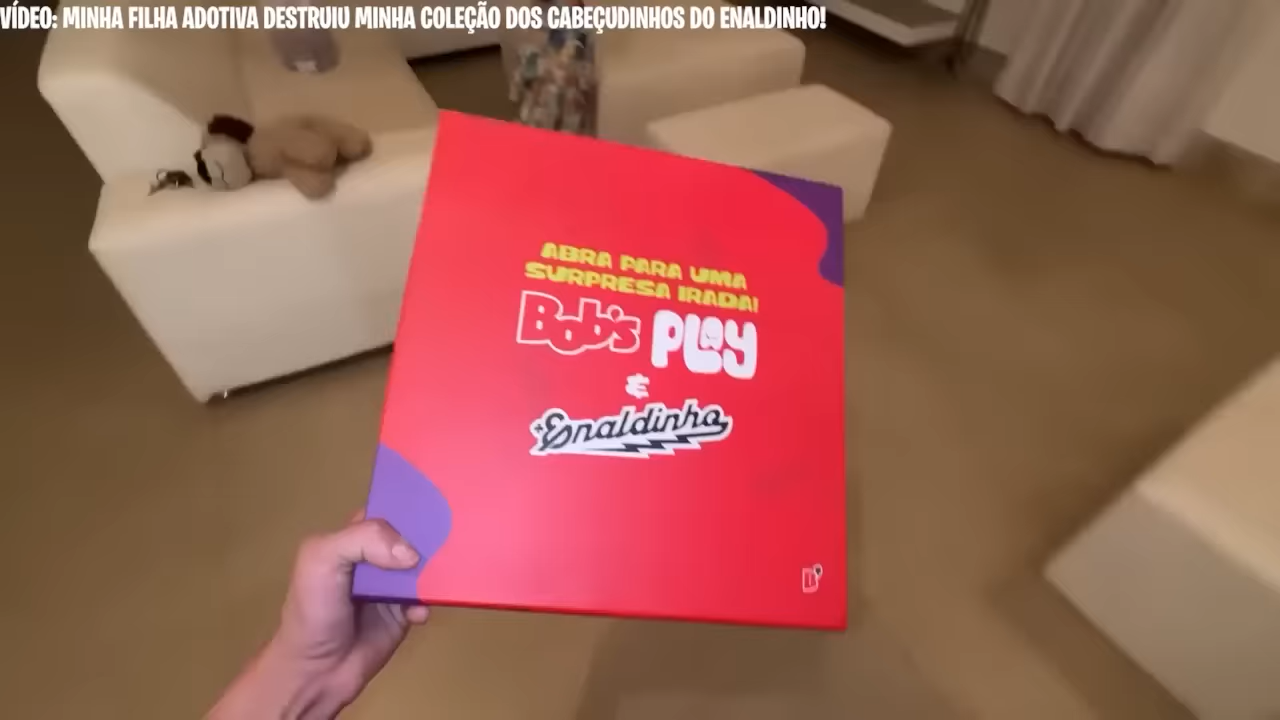 VÍDEO: MINHA FILHA ADOTIVA DESTRUIU MINHA COLEÇÃO DOS CABEÇUDINHOS DO ENALDINHO!
ABRA PARA UMA
SURPRESA IRADA!
Bob's PLAY
&
Enaldinho